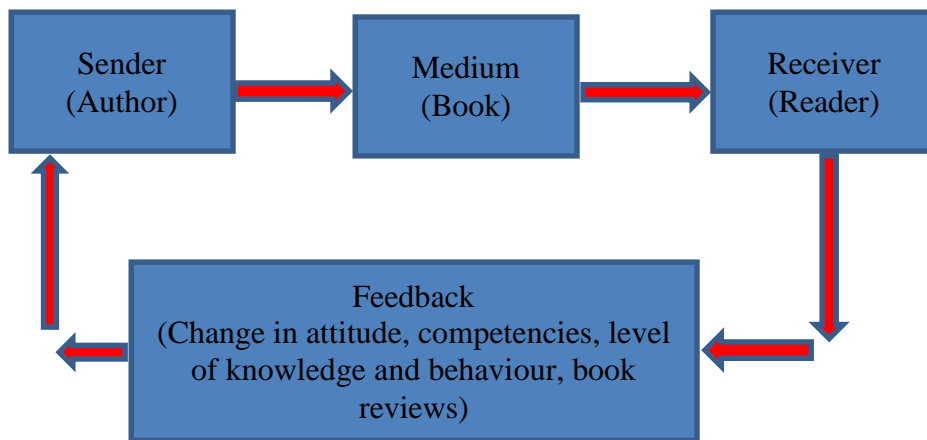 Sender
(Author)
Medium
(Book)
Receiver
(Reader)
Feedback
(Change in attitude, competencies, level
of knowledge and behaviour, book
reviews)